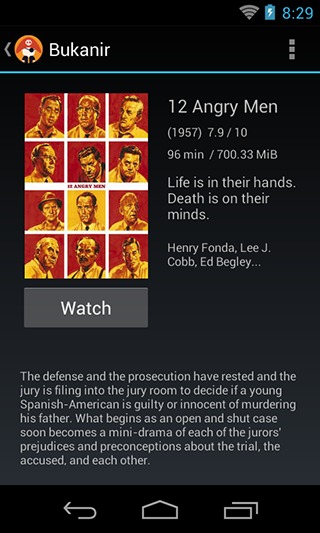 8:29
Bukanir
12 ANGRY MEN
12 Angry Men
(1957) 7.9 / 10
96 min / 700.33 MiB
Life is in their hands.
Death is on their
minds.
Henry Fonda, Lee J.
Cobb, Ed Begley...
Watch
The defense and the prosecution have rested and the
jury is filing into the jury room to decide if a young
Spanish-American is guilty or innocent of murdering
his father. What begins as an open and shut case
soon becomes a mini-drama of each of the jurors'
prejudices and preconceptions about the trial, the
accused, and each other.